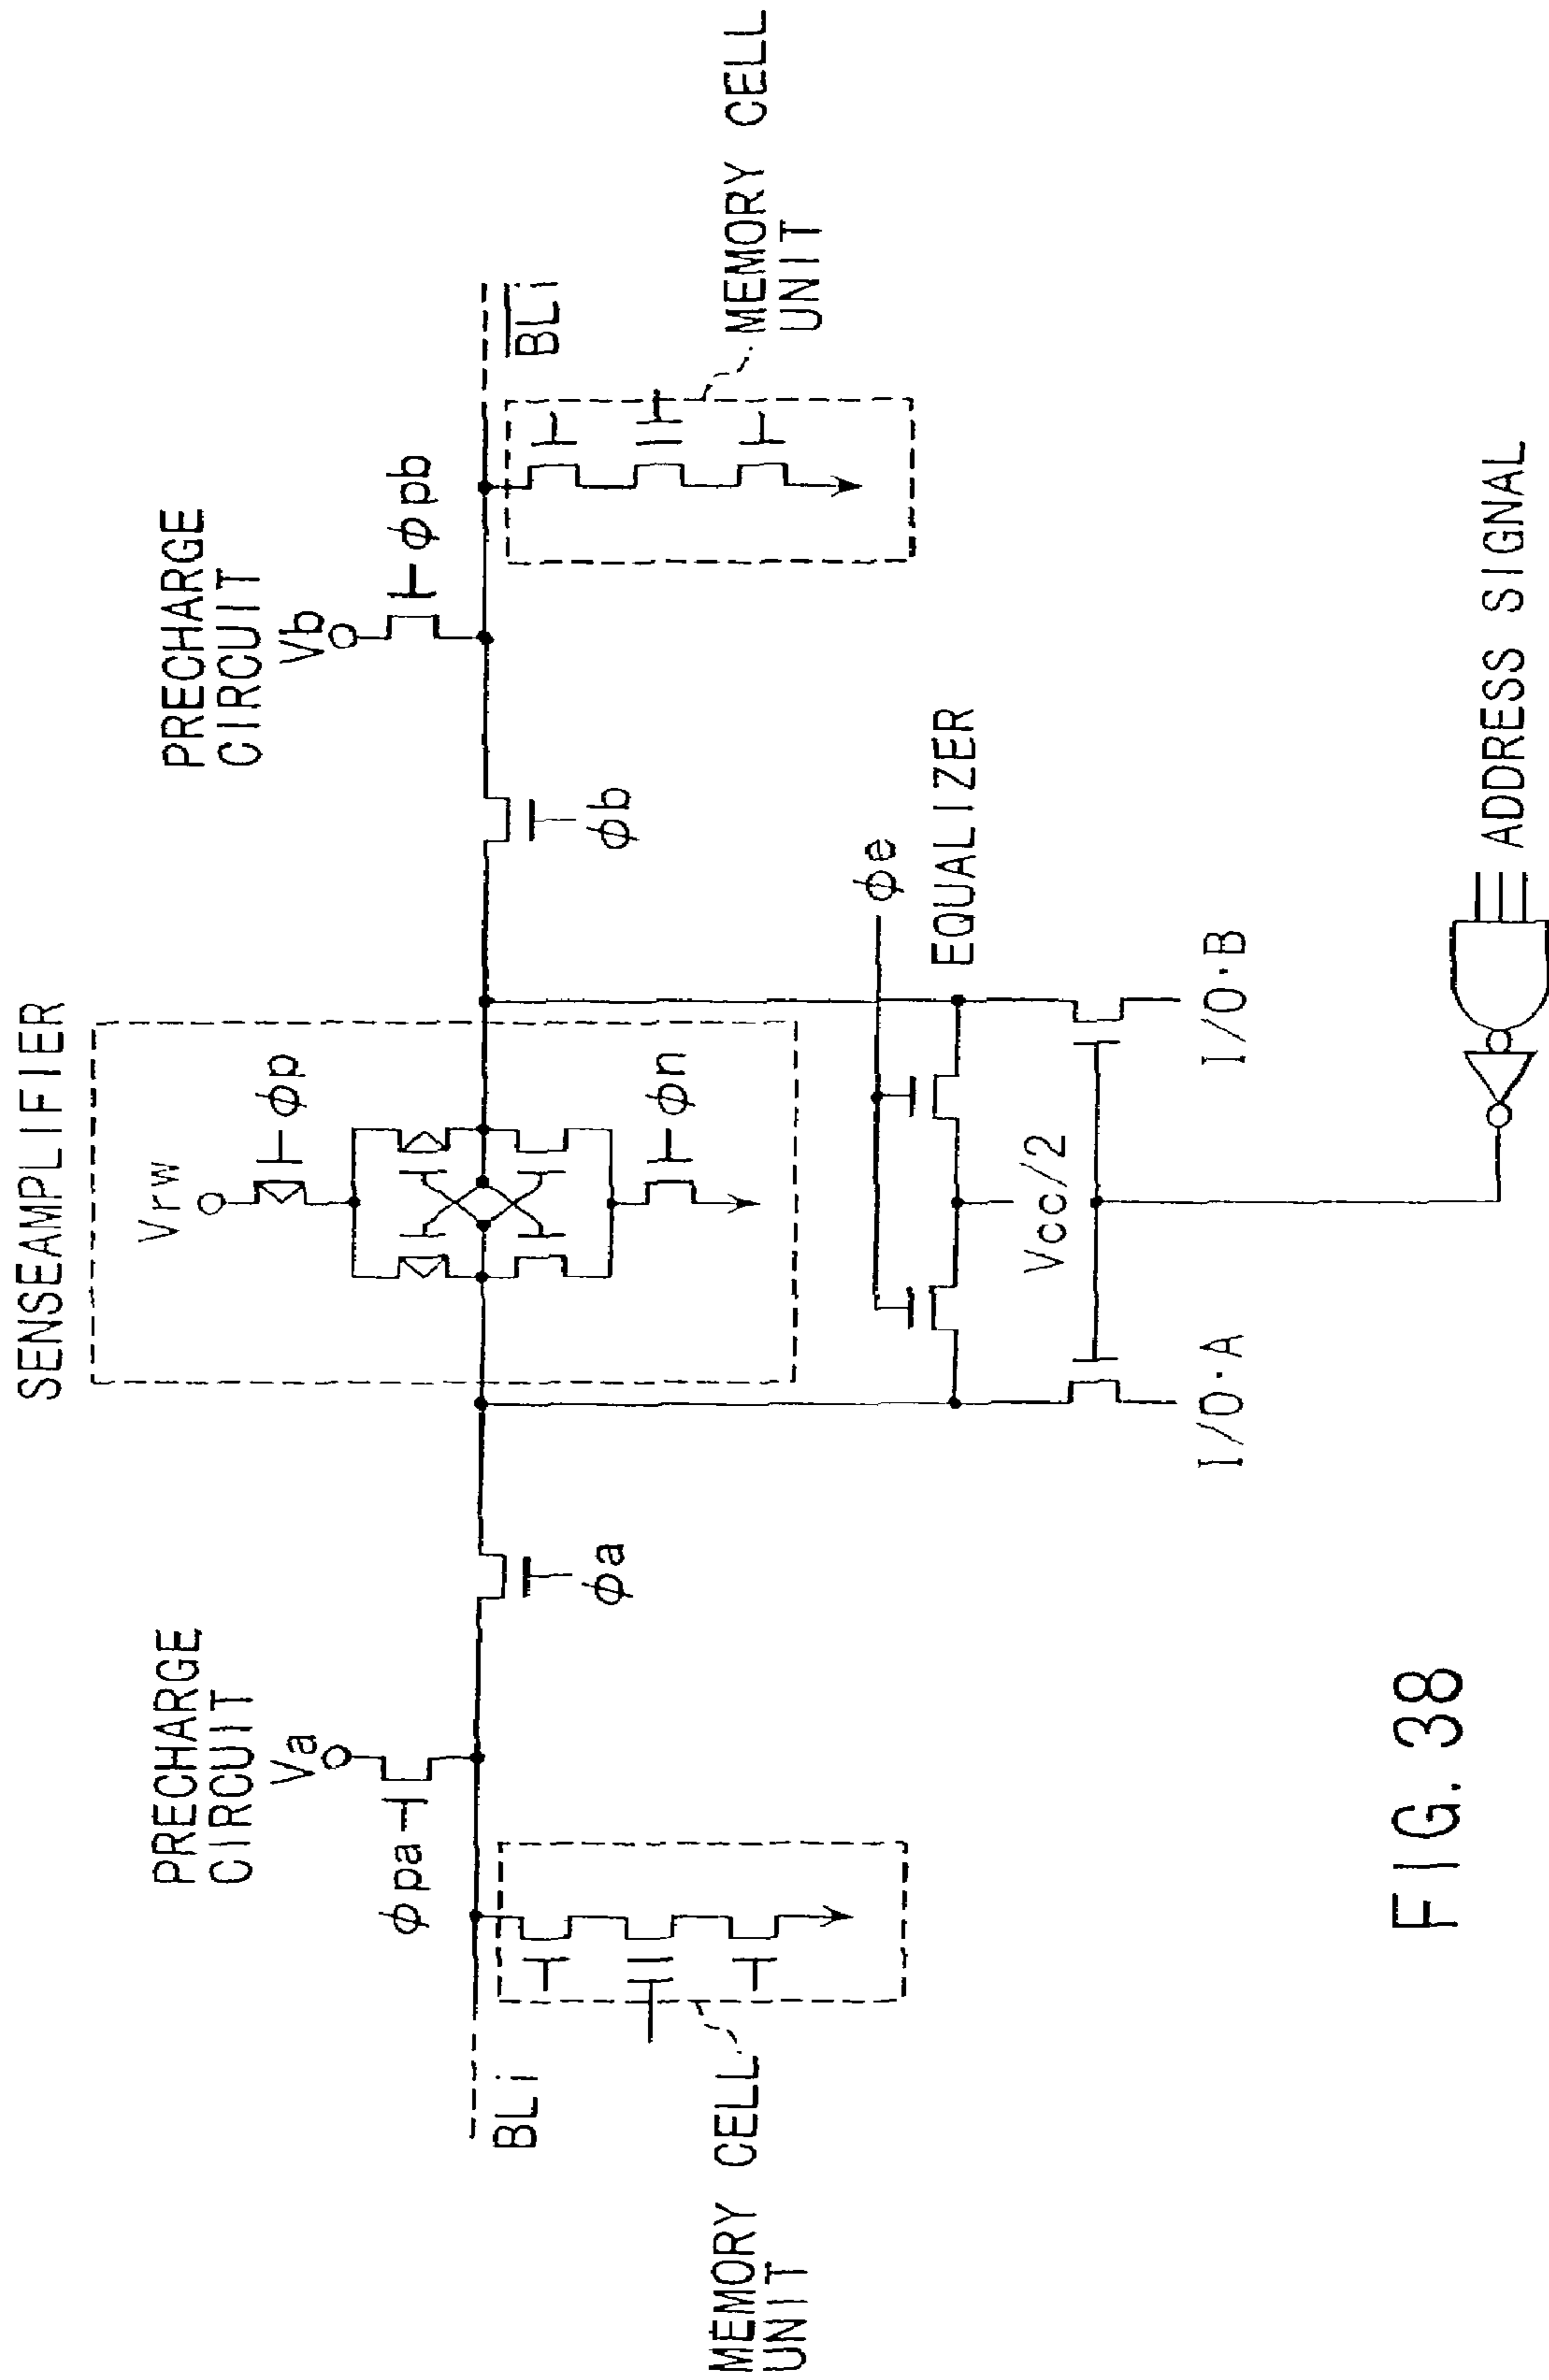 SENSEAMPLIFIER
PRECHARGE
CIRCUIT
Va
ϕpa
Vrw
ϕp
ϕn
PRECHARGE
CIRCUIT
Vb
ϕpb
BLi
ϕa
ϕb
B̅L̅i̅
MEMORY CELL
UNIT
MEMORY CELL
UNIT
ϕe
EQUALIZER
Vcc/2
I/O·A
I/O·B
ADDRESS SIGNAL
FIG. 38